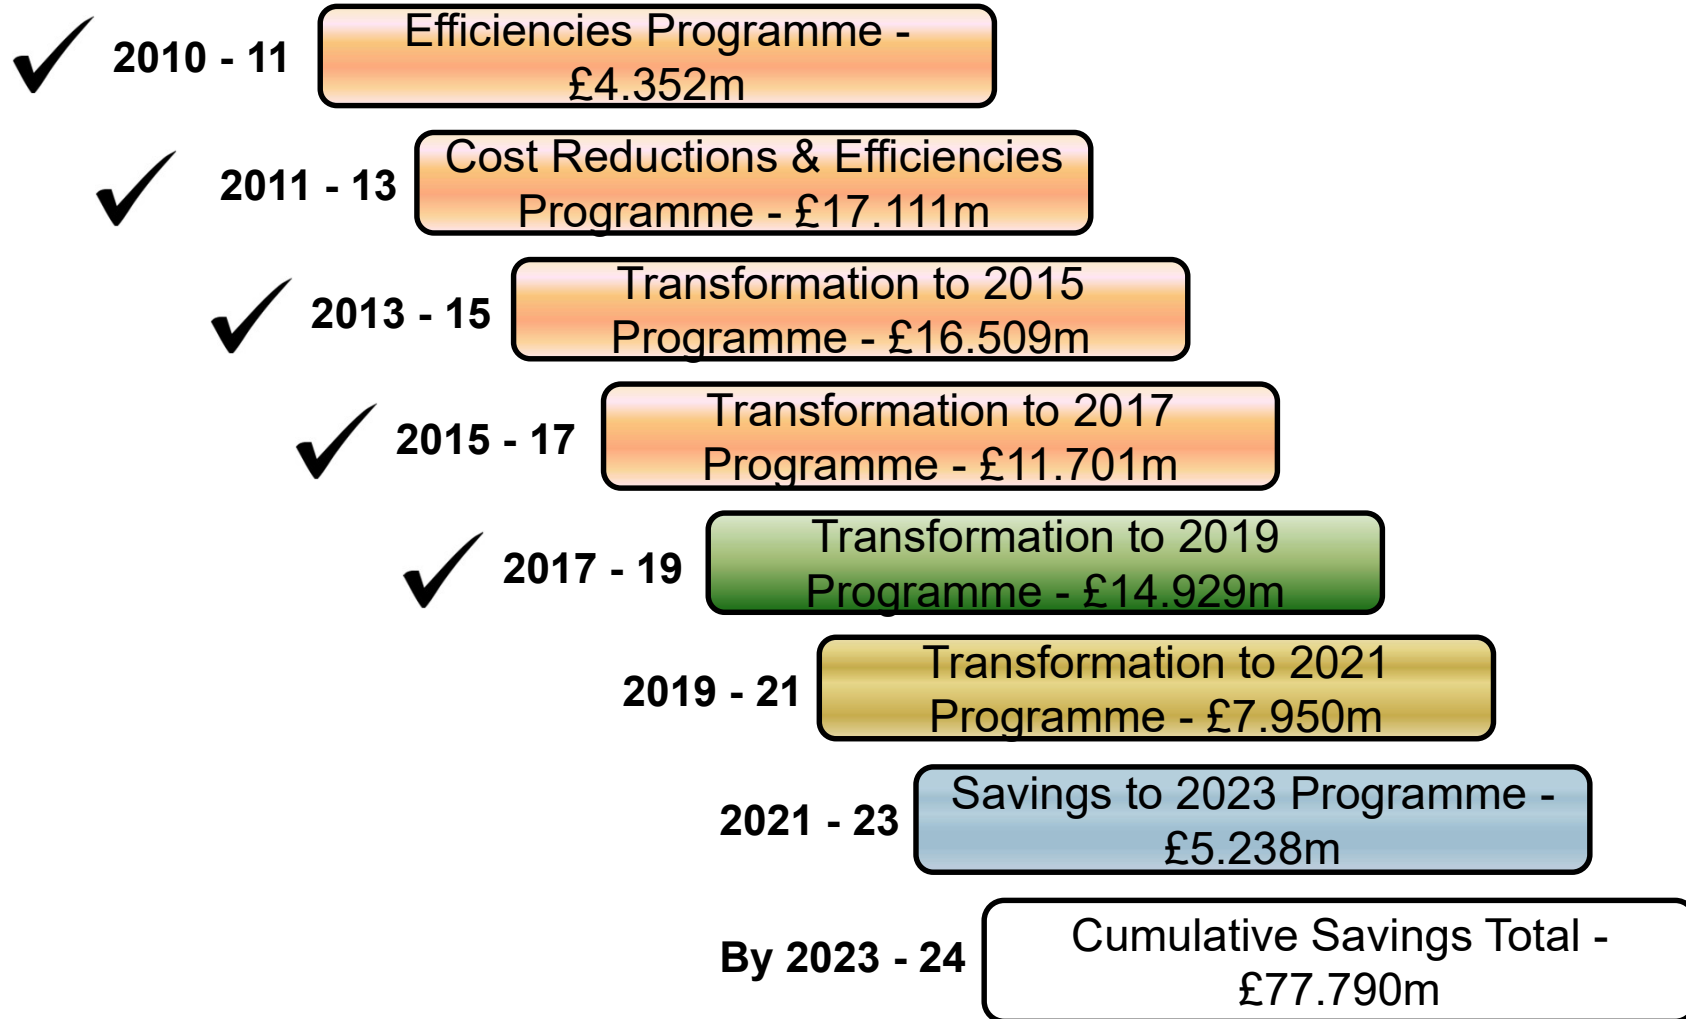 2010 - 11
Efficiencies Programme -
£4.352m
2011 - 13
Cost Reductions & Efficiencies
Programme - £17.111m
2013 - 15
Transformation to 2015
Programme - £16.509m
2015 - 17
Transformation to 2017
Programme - £11.701m
2017 - 19
Transformation to 2019
Programme - £14.929m
2019 - 21
Transformation to 2021
Programme - £7.950m
2021 - 23
Savings to 2023 Programme -
£5.238m
By 2023 - 24
Cumulative Savings Total -
£77.790m